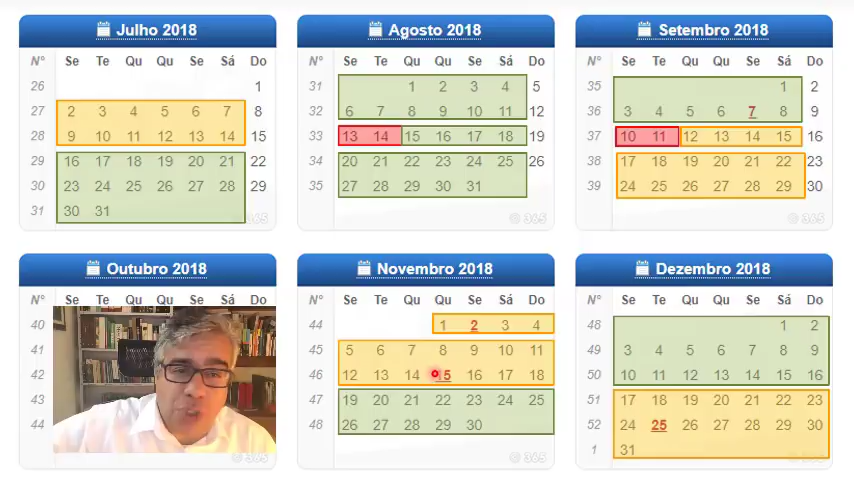 Julho 2018
N° Se Te Qu Qu Se Sá Do
26 1
27 2 3 4 5 6 7 8
28 9 10 11 12 13 14 15
29 16 17 18 19 20 21 22
30 23 24 25 26 27 28 29
31 30 31
© 365
Agosto 2018
N° Se Te Qu Qu Se Sá Do
31 1 2 3 4 5
32 6 7 8 9 10 11 12
33 13 14 15 16 17 18 19
34 20 21 22 23 24 25 26
35 27 28 29 30 31
© 365
Setembro 2018
N° Se Te Qu Qu Se Sá Do
35 1 2
36 3 4 5 6 7 8 9
37 10 11 12 13 14 15 16
38 17 18 19 20 21 22 23
39 24 25 26 27 28 29 30
© 365
Outubro 2018
N° Se Te Qu Qu Se Sá Do
40
41
42
43
44
© 365
Novembro 2018
N° Se Te Qu Qu Se Sá Do
44 1 2 3 4
45 5 6 7 8 9 10 11
46 12 13 14 15 16 17 18
47 19 20 21 22 23 24 25
48 26 27 28 29 30
© 365
Dezembro 2018
N° Se Te Qu Qu Se Sá Do
48 1 2
49 3 4 5 6 7 8 9
50 10 11 12 13 14 15 16
51 17 18 19 20 21 22 23
52 24 25 26 27 28 29 30
1 31
© 365